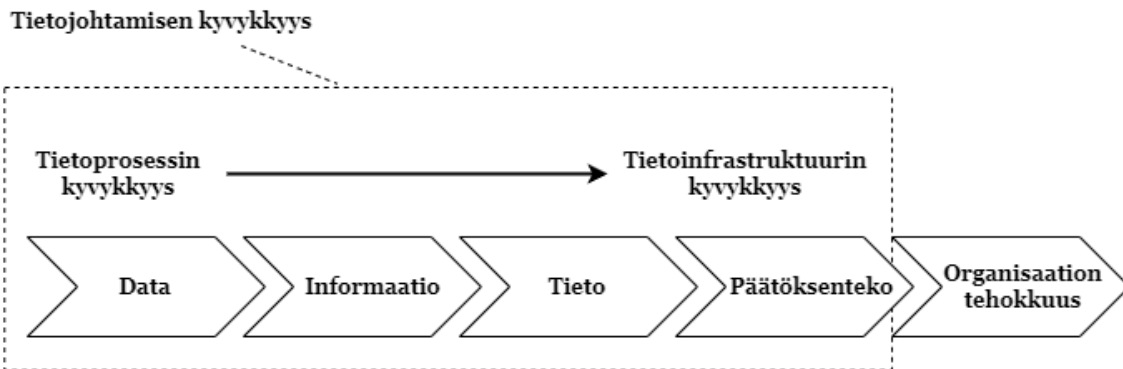 Tietojohtamisen kyvykkyys
Tietoprosessin
kyvykkyys
Tietoinfrastruktuurin
kyvykkyys
Data
Informaatio
Tieto
Päätöksenteko
Organisaation
tehokkuus